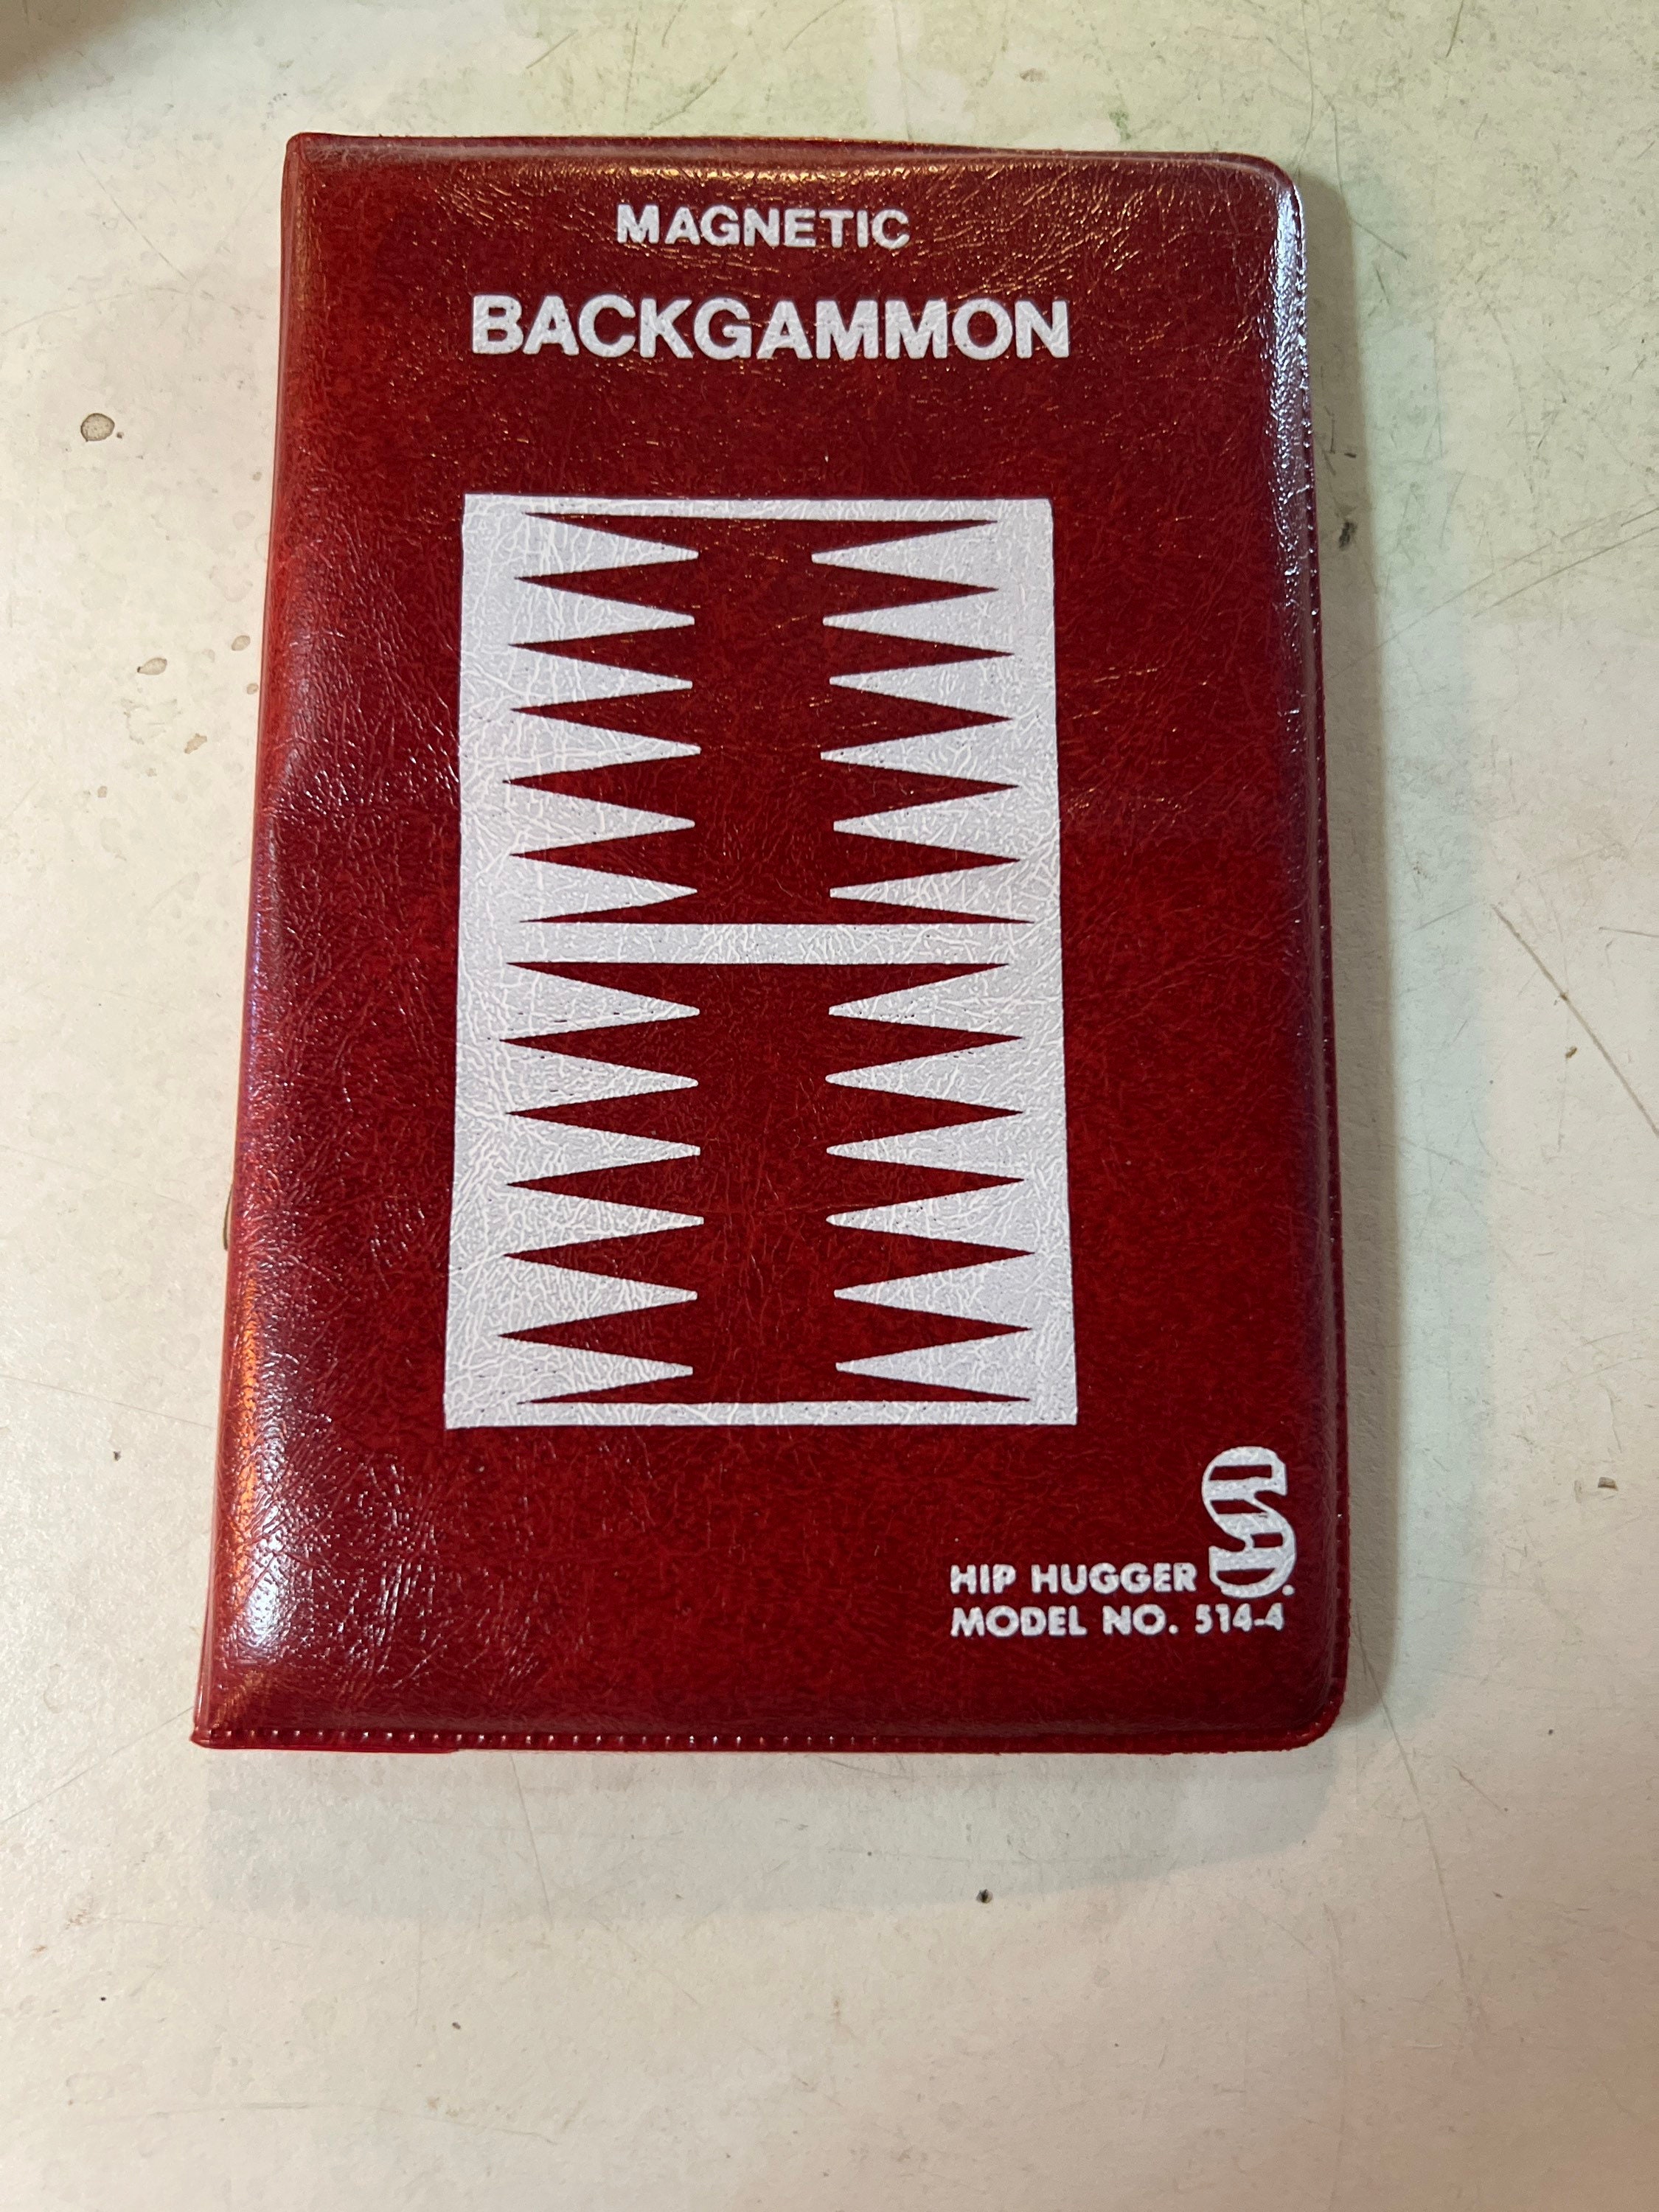 MAGNETIC
BACKGAMMON
S
HIP HUGGER
MODEL NO. 514-4